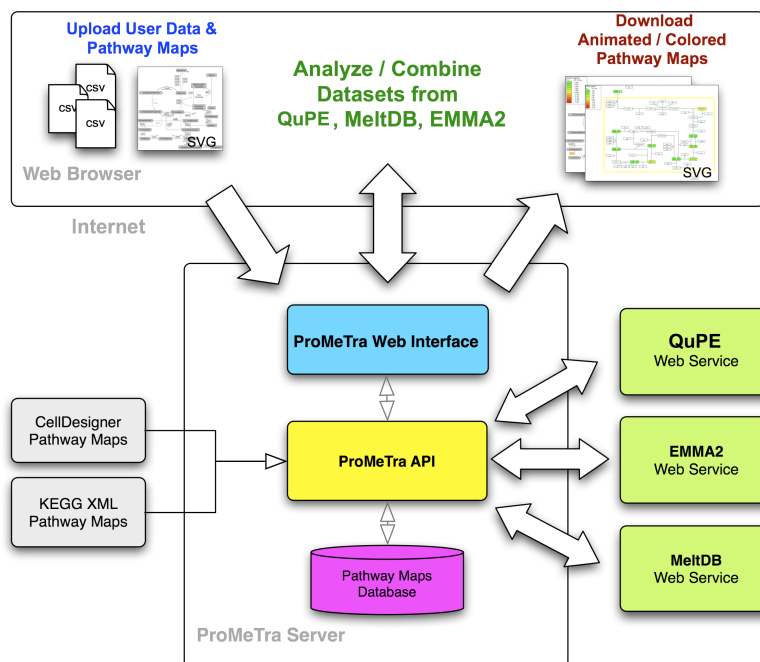 Upload User Data &
Pathway Maps
CSV
CSV
CSV
SVG
Web Browser
Analyze / Combine
Datasets from
QuPE, MeltDB, EMMA2
Download
Animated / Colored
Pathway Maps
SVG
Internet
ProMeTra Web Interface
QuPE
Web Service
CellDesigner
Pathway Maps
ProMeTra API
EMMA2
Web Service
KEGG XML
Pathway Maps
MeltDB
Web Service
Pathway Maps
Database
ProMeTra Server